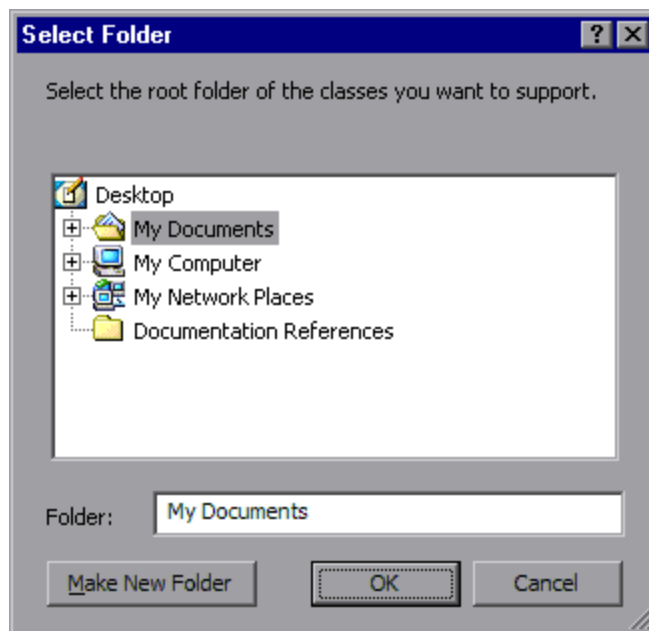 Select Folder
Select the root folder of the classes you want to support.
Desktop
My Documents
My Computer
My Network Places
Documentation References
Folder: My Documents
Make New Folder OK Cancel